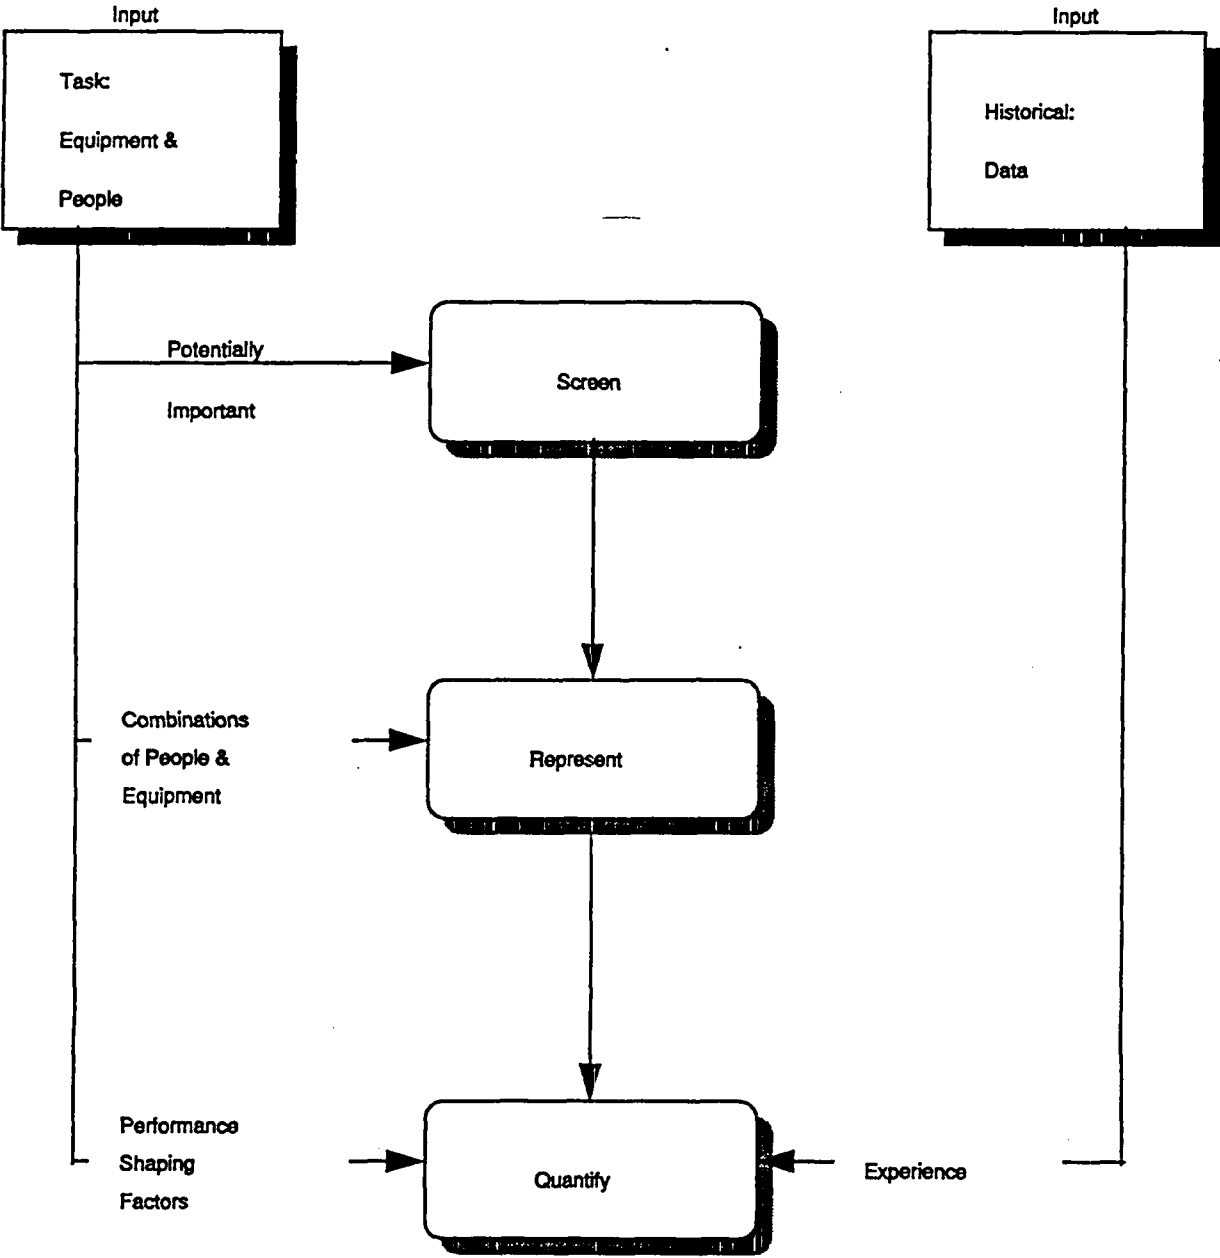 Input
Task:
Equipment &
People
Input
Historical:
Data
Potentially
Important
Screen
Combinations
of People &
Equipment
Represent
Performance
Shaping
Factors
Quantify
Experience